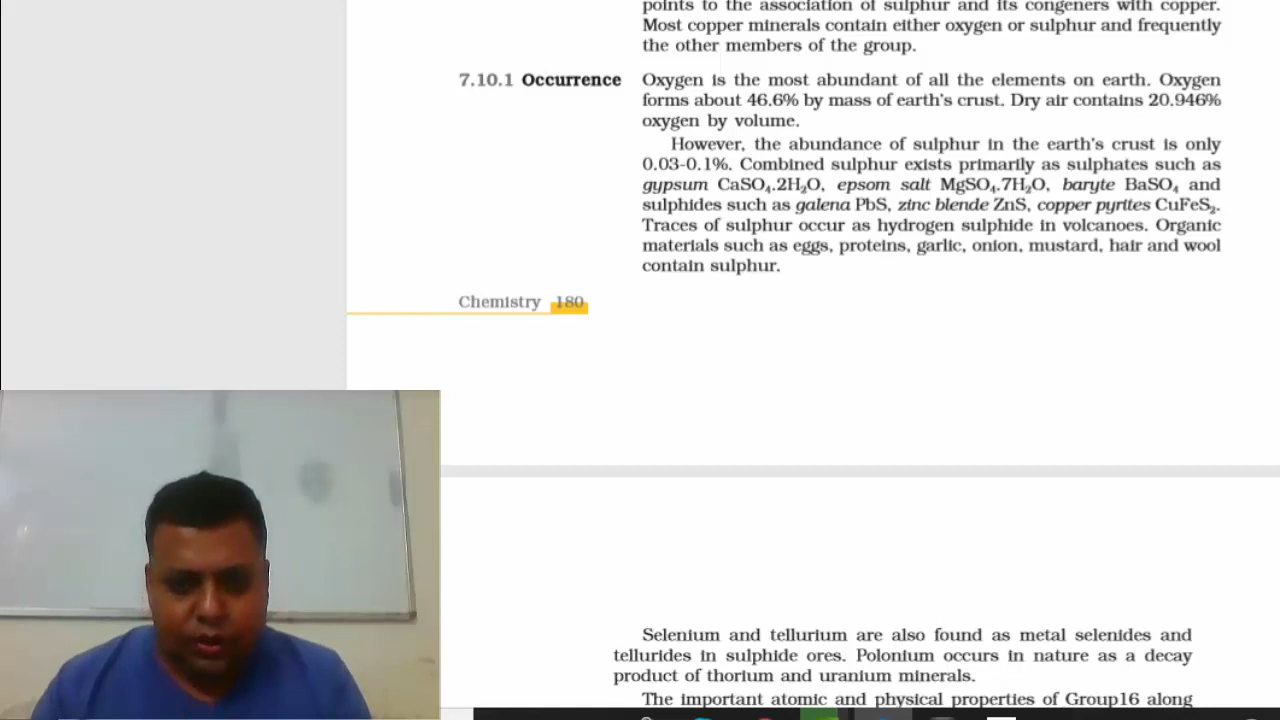 points to the association of sulphur and its congeners with copper.
Most copper minerals contain either oxygen or sulphur and frequently
the other members of the group.
7.10.1 Occurrence Oxygen is the most abundant of all the elements on earth. Oxygen
forms about 46.6% by mass of earth's crust. Dry air contains 20.946%
oxygen by volume.
However, the abundance of sulphur in the earth's crust is only
0.03-0.1%. Combined sulphur exists primarily as sulphates such as
gypsum CaSO₄.2H₂O, epsom salt MgSO₄.7H₂O, baryte BaSO₄ and
sulphides such as galena PbS, zinc blende ZnS, copper pyrites CuFeS₂.
Traces of sulphur occur as hydrogen sulphide in volcanoes. Organic
materials such as eggs, proteins, garlic, onion, mustard, hair and wool
contain sulphur.
Chemistry 180
Selenium and tellurium are also found as metal selenides and
tellurides in sulphide ores. Polonium occurs in nature as a decay
product of thorium and uranium minerals.
The important atomic and physical properties of Group16 along